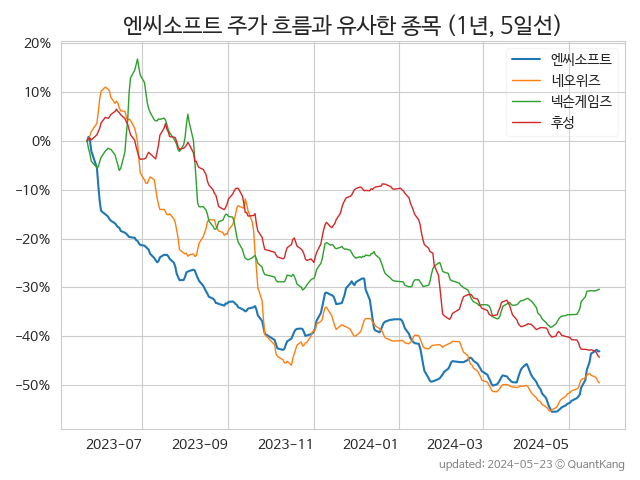 엔씨소프트 주가 흐름과 유사한 종목 (1년, 5일선)
엔씨소프트
네오위즈
넥슨게임즈
후성
20%
10%
0%
−10%
−20%
−30%
−40%
−50%
2023-07
2023-09
2023-11
2024-01
2024-03
2024-05
updated: 2024-05-23 © QuantKang